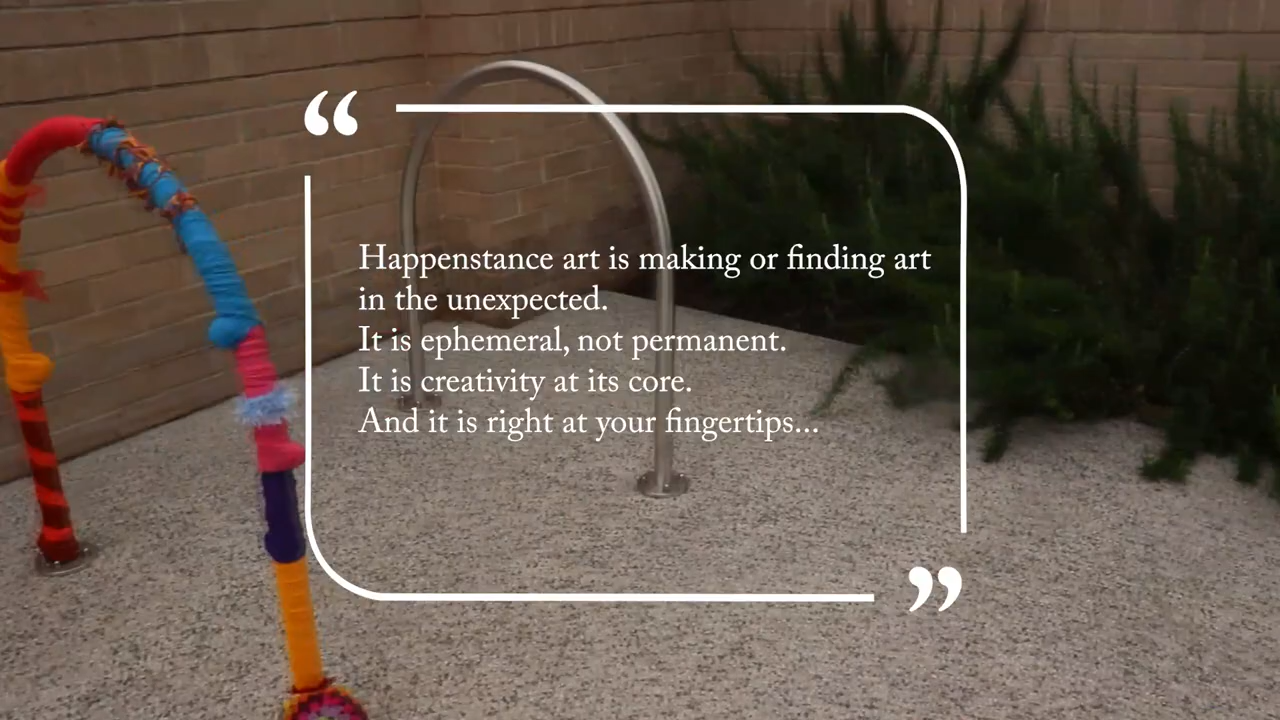 “
Happenstance art is making or finding art
in the unexpected.
It is ephemeral, not permanent.
It is creativity at its core.
And it is right at your fingertips...
”